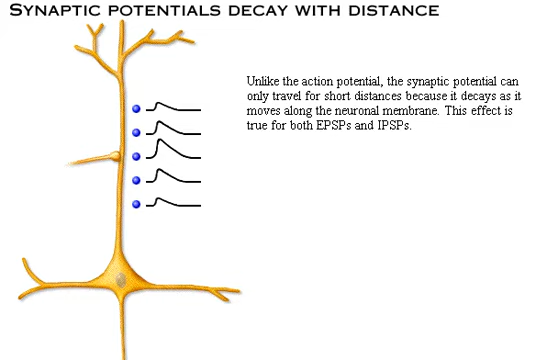 SYNAPTIC POTENTIALS DECAY WITH DISTANCE
Unlike the action potential, the synaptic potential can
only travel for short distances because it decays as it
moves along the neuronal membrane. This effect is
true for both EPSPs and IPSPs.